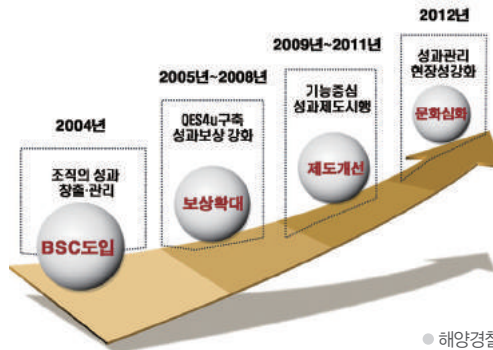 2004년
조직의 성과
창출·관리
BSC도입
2005년~2008년
QES4u구축
성과보상 강화
보상확대
2009년~2011년
기능중심
성과제도시행
제도개선
2012년
성과관리
현장성강화
문화심화
해양경찰